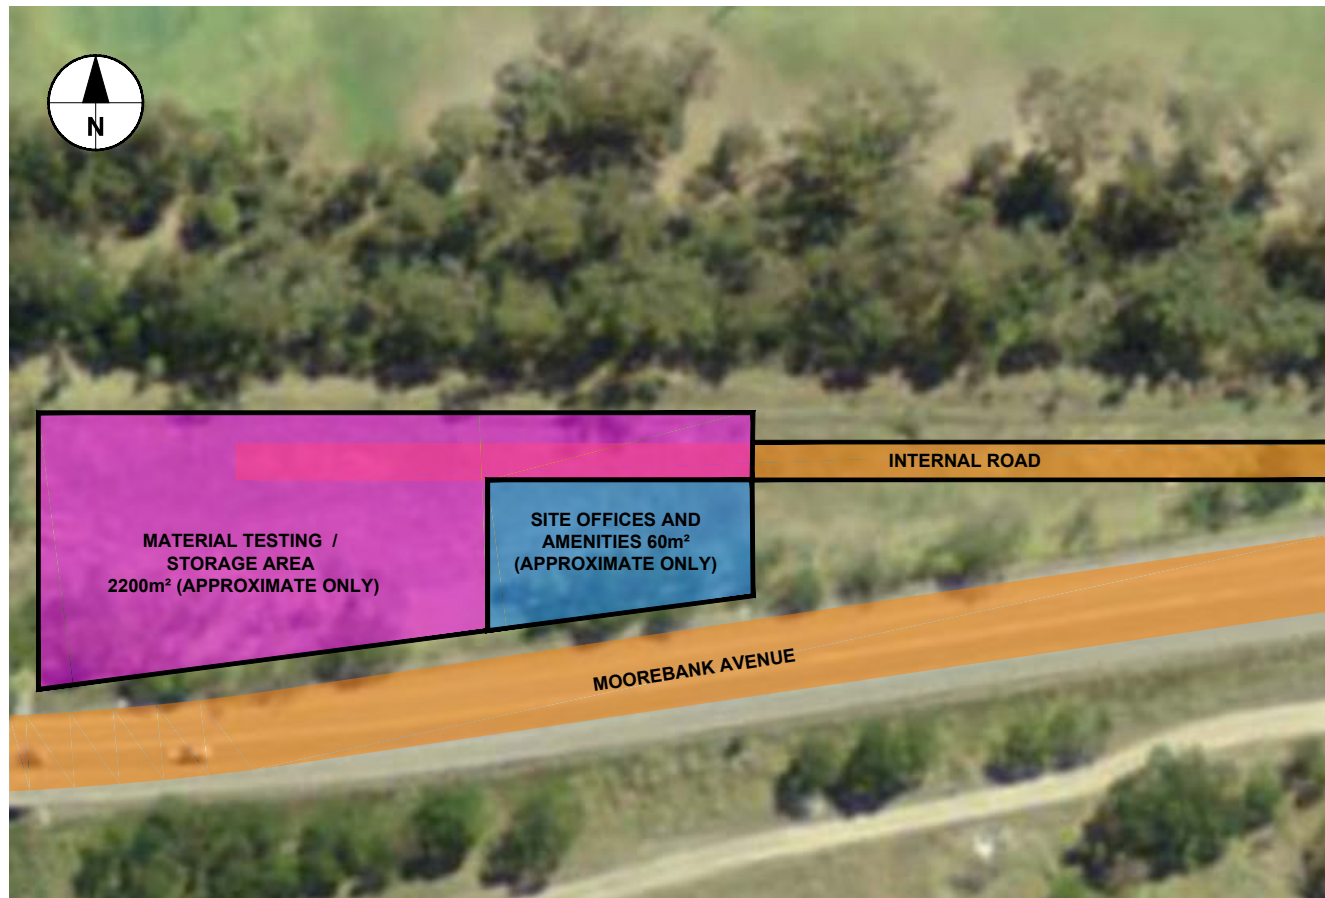 N
INTERNAL ROAD
SITE OFFICES AND
AMENITIES 60m²
(APPROXIMATE ONLY)
MATERIAL TESTING /
STORAGE AREA
2200m² (APPROXIMATE ONLY)
MOOREBANK AVENUE